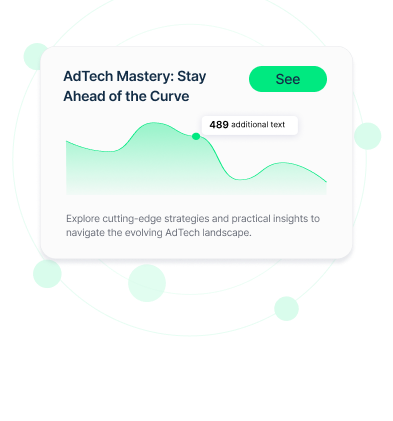 AdTech Mastery: Stay
Ahead of the Curve
See
489 additional text
Explore cutting-edge strategies and practical insights to
navigate the evolving AdTech landscape.